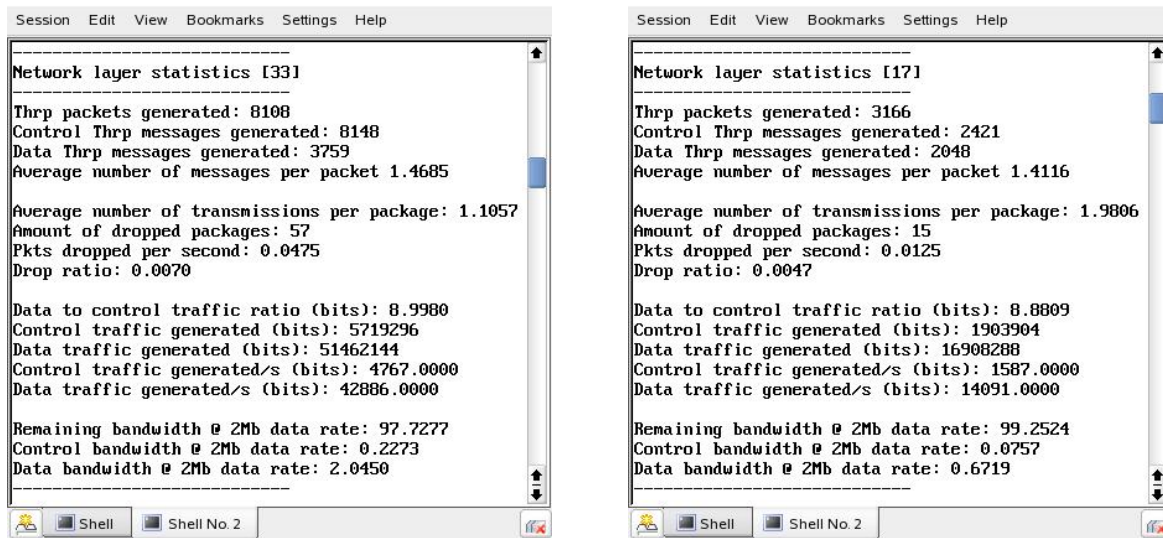 Session Edit View Bookmarks Settings Help
----------------------------
Network layer statistics [33]
----------------------------
Thrp packets generated: 8108
Control Thrp messages generated: 8148
Data Thrp messages generated: 3759
Average number of messages per packet 1.4685
Average number of transmissions per package: 1.1057
Amount of dropped packages: 57
Pkts dropped per second: 0.0475
Drop ratio: 0.0070
Data to control traffic ratio (bits): 8.9980
Control traffic generated (bits): 5719296
Data traffic generated (bits): 51462144
Control traffic generated/s (bits): 4767.0000
Data traffic generated/s (bits): 42886.0000
Remaining bandwidth @ 2Mb data rate: 97.7277
Control bandwidth @ 2Mb data rate: 0.2273
Data bandwidth @ 2Mb data rate: 2.0450
----------------------------
Shell Shell No. 2
Session Edit View Bookmarks Settings Help
----------------------------
Network layer statistics [17]
----------------------------
Thrp packets generated: 3166
Control Thrp messages generated: 2421
Data Thrp messages generated: 2048
Average number of messages per packet 1.4116
Average number of transmissions per package: 1.9806
Amount of dropped packages: 15
Pkts dropped per second: 0.0125
Drop ratio: 0.0047
Data to control traffic ratio (bits): 8.8809
Control traffic generated (bits): 1903904
Data traffic generated (bits): 16908288
Control traffic generated/s (bits): 1587.0000
Data traffic generated/s (bits): 14091.0000
Remaining bandwidth @ 2Mb data rate: 99.2524
Control bandwidth @ 2Mb data rate: 0.0757
Data bandwidth @ 2Mb data rate: 0.6719
----------------------------
Shell Shell No. 2